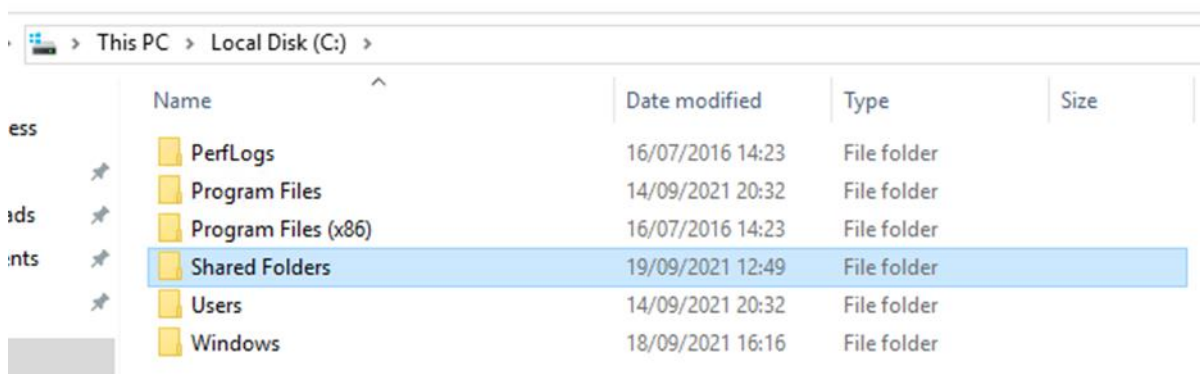 This PC > Local Disk (C:) >
Name Date modified Type Size
ess
PerfLogs 16/07/2016 14:23 File folder
Program Files 14/09/2021 20:32 File folder
ads
Program Files (x86) 16/07/2016 14:23 File folder
ents
Shared Folders 19/09/2021 12:49 File folder
Users 14/09/2021 20:32 File folder
Windows 18/09/2021 16:16 File folder